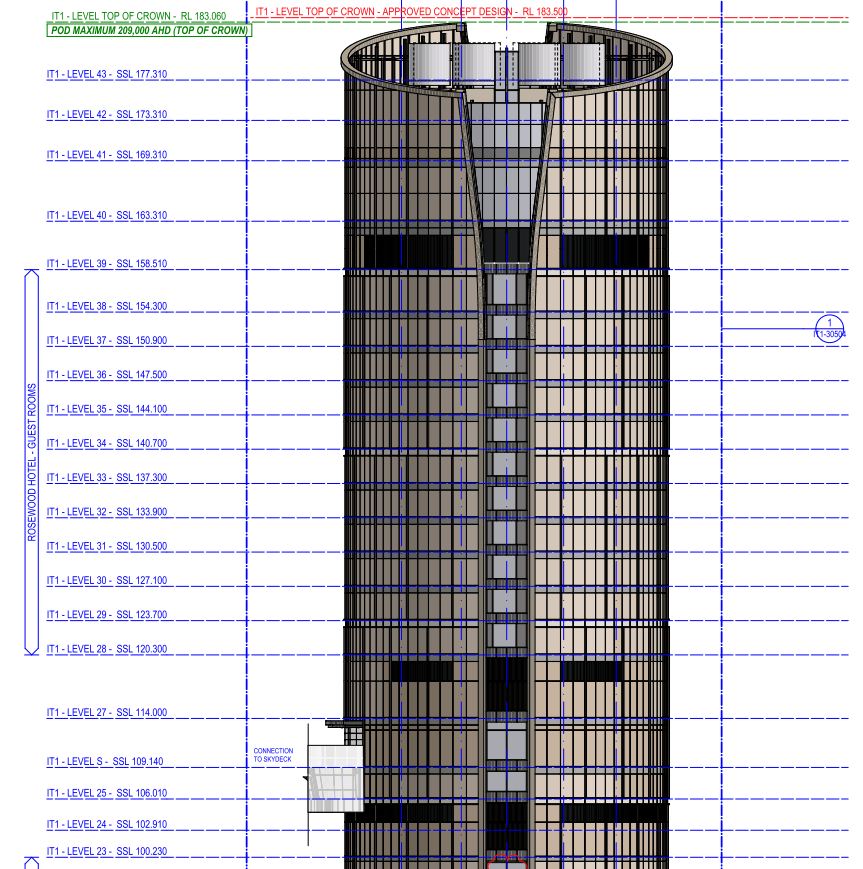 IT1 - LEVEL TOP OF CROWN - RL 183.060
IT1 - LEVEL TOP OF CROWN - APPROVED CONCEPT DESIGN - RL 183.500
POD MAXIMUM 209,000 AHD (TOP OF CROWN)
IT1 - LEVEL 43 - SSL 177.310
IT1 - LEVEL 42 - SSL 173.310
IT1 - LEVEL 41 - SSL 169.310
IT1 - LEVEL 40 - SSL 163.310
IT1 - LEVEL 39 - SSL 158.510
IT1 - LEVEL 38 - SSL 154.300
1
IT1-30504
IT1 - LEVEL 37 - SSL 150.900
IT1 - LEVEL 36 - SSL 147.500
IT1 - LEVEL 35 - SSL 144.100
IT1 - LEVEL 34 - SSL 140.700
ROSEWOOD HOTEL - GUEST ROOMS
IT1 - LEVEL 33 - SSL 137.300
IT1 - LEVEL 32 - SSL 133.900
IT1 - LEVEL 31 - SSL 130.500
IT1 - LEVEL 30 - SSL 127.100
IT1 - LEVEL 29 - SSL 123.700
IT1 - LEVEL 28 - SSL 120.300
IT1 - LEVEL 27 - SSL 114.000
CONNECTION
TO SKYDECK
IT1 - LEVEL S - SSL 109.140
IT1 - LEVEL 25 - SSL 106.010
IT1 - LEVEL 24 - SSL 102.910
IT1 - LEVEL 23 - SSL 100.230